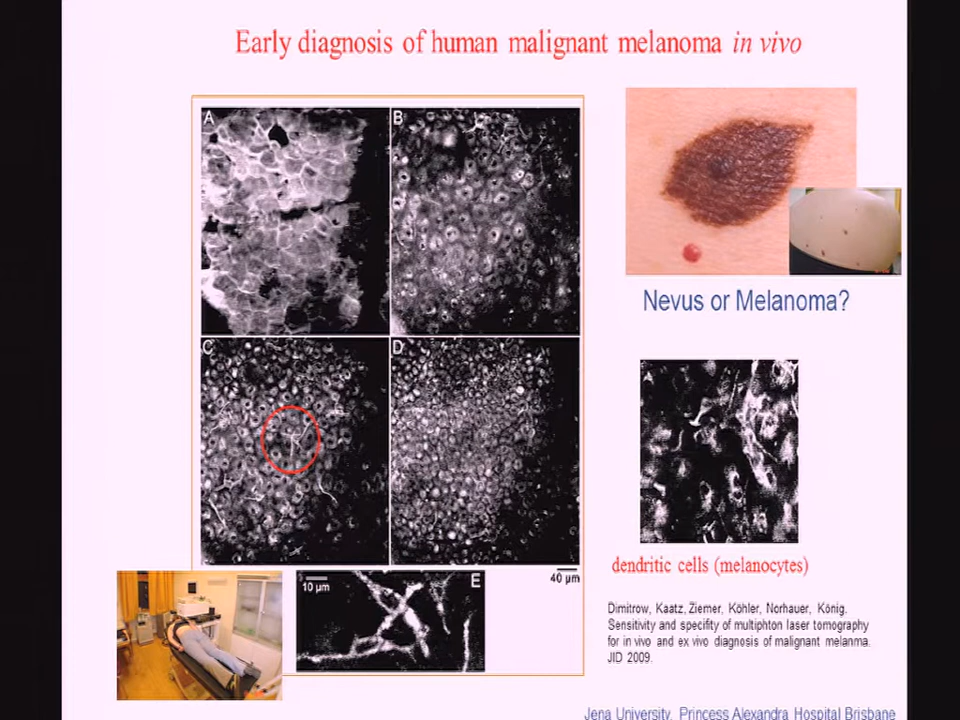 Early diagnosis of human malignant melanoma in vivo
A
B
C
D
E
10 µm
40 µm
Nevus or Melanoma?
dendritic cells (melanocytes)
Dimitrow, Kaatz, Ziemer, Köhler, Norhauer, König.
Sensitivity and specifity of multiphton laser tomography
for in vivo and ex vivo diagnosis of malignant melanma.
JID 2009.
Jena University, Princess Alexandra Hospital Brisbane